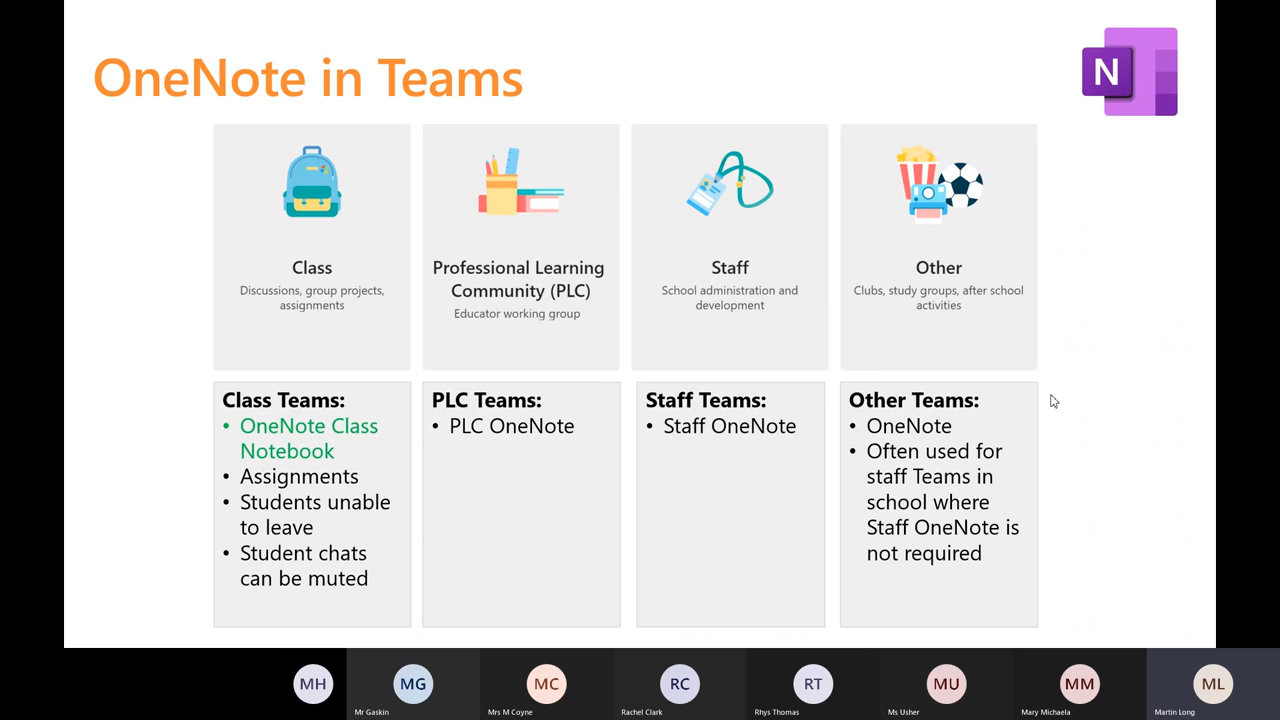 OneNote in Teams
N
Class
Discussions, group projects,
assignments
Professional Learning
Community (PLC)
Educator working group
Staff
School administration and
development
Other
Clubs, study groups, after school
activities
Class Teams:
• OneNote Class
Notebook
• Assignments
• Students unable
to leave
• Student chats
can be muted
PLC Teams:
• PLC OneNote
Staff Teams:
• Staff OneNote
Other Teams:
• OneNote
• Often used for
staff Teams in
school where
Staff OneNote is
not required
MH
MG
Mr Gaskin
MC
Mrs M Coyne
RC
Rachel Clark
RT
Rhys Thomas
MU
Ms Usher
MM
Mary Michaela
ML
Martin Long